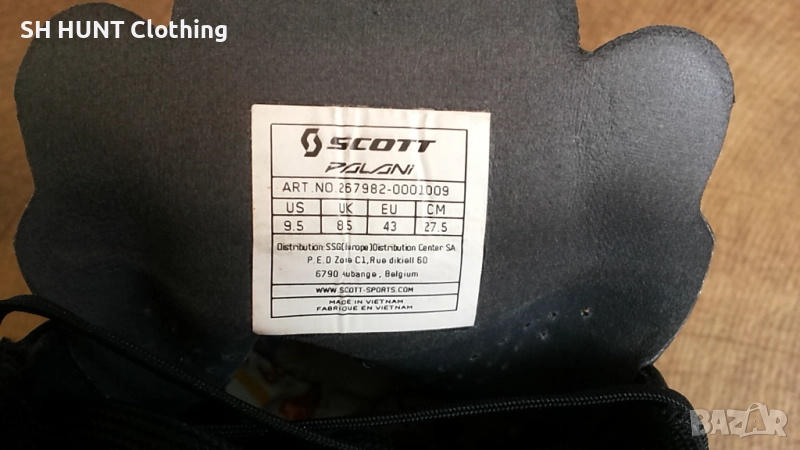 SH HUNT Clothing
SCOTT
PALANI
ART.NO.267982-0001009
US UK EU CM
9.5 8.5 43 27.5
Distribution:SSG(Europe)Distribution Center SA
P.E.D Zone C1,Rue dikiell 60
6790 Aubange , Belgium
WWW.SCOTT-SPORTS.COM
MADE IN VIETNAM
FABRIQUE EN VIETNAM
BAZAR